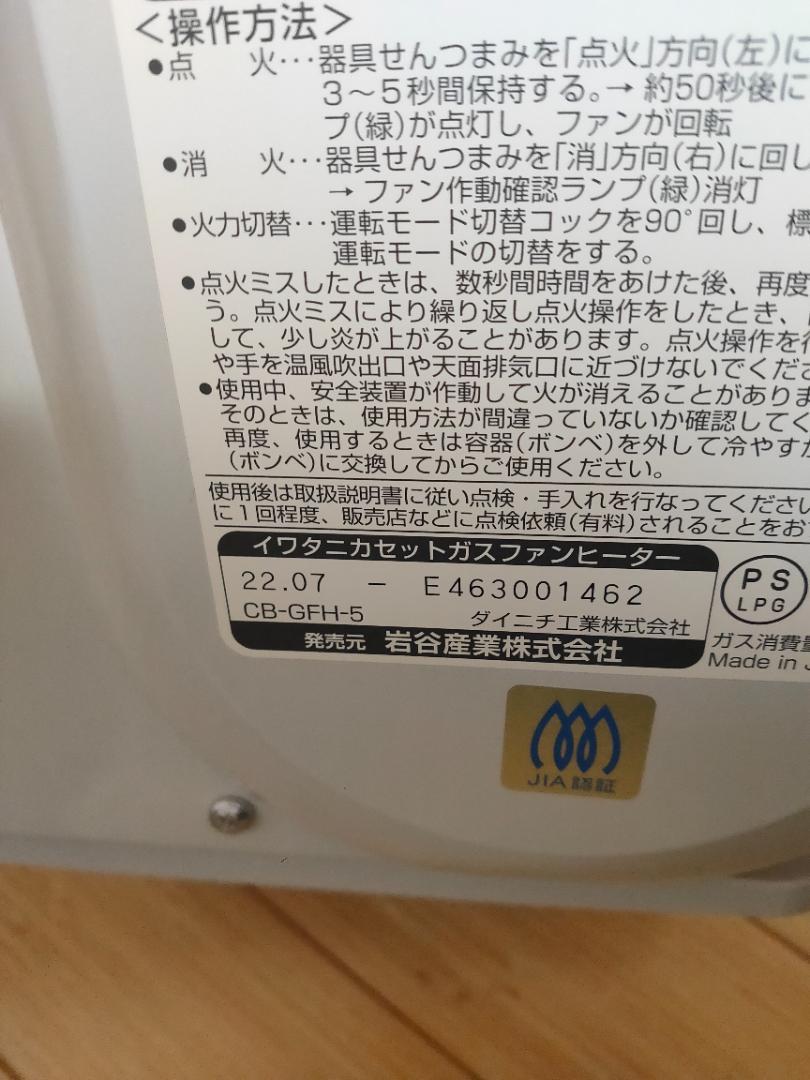 ＜操作方法＞
●点　火…器具せんつまみを「点火」方向(左)に
3～5秒間保持する。→ 約50秒後に
プ(緑)が点灯し、ファンが回転
●消　火…器具せんつまみを「消」方向(右)に回し
→ ファン作動確認ランプ(緑)消灯
●火力切替…運転モード切替コックを90°回し、標
運転モードの切替をする。
●点火ミスしたときは、数秒間時間をあけた後、再度
う。点火ミスにより繰り返し点火操作をしたとき、
して、少し炎が上がることがあります。点火操作を行
や手を温風吹出口や天面排気口に近づけないでくださ
●使用中、安全装置が作動して火が消えることがありま
そのときは、使用方法が間違っていないか確認してく
再度、使用するときは容器(ボンベ)を外して冷やすか
(ボンベ)に交換してからご使用ください。
使用後は取扱説明書に従い点検・手入れを行なってください
に1回程度、販売店などに点検依頼(有料)されることをお
イワタニカセットガスファンヒーター
22.07 － E463001462
CB-GFH-5 ダイニチ工業株式会社
発売元 岩谷産業株式会社
PS
LPG
ガス消費量
Made in J
JIA 認証